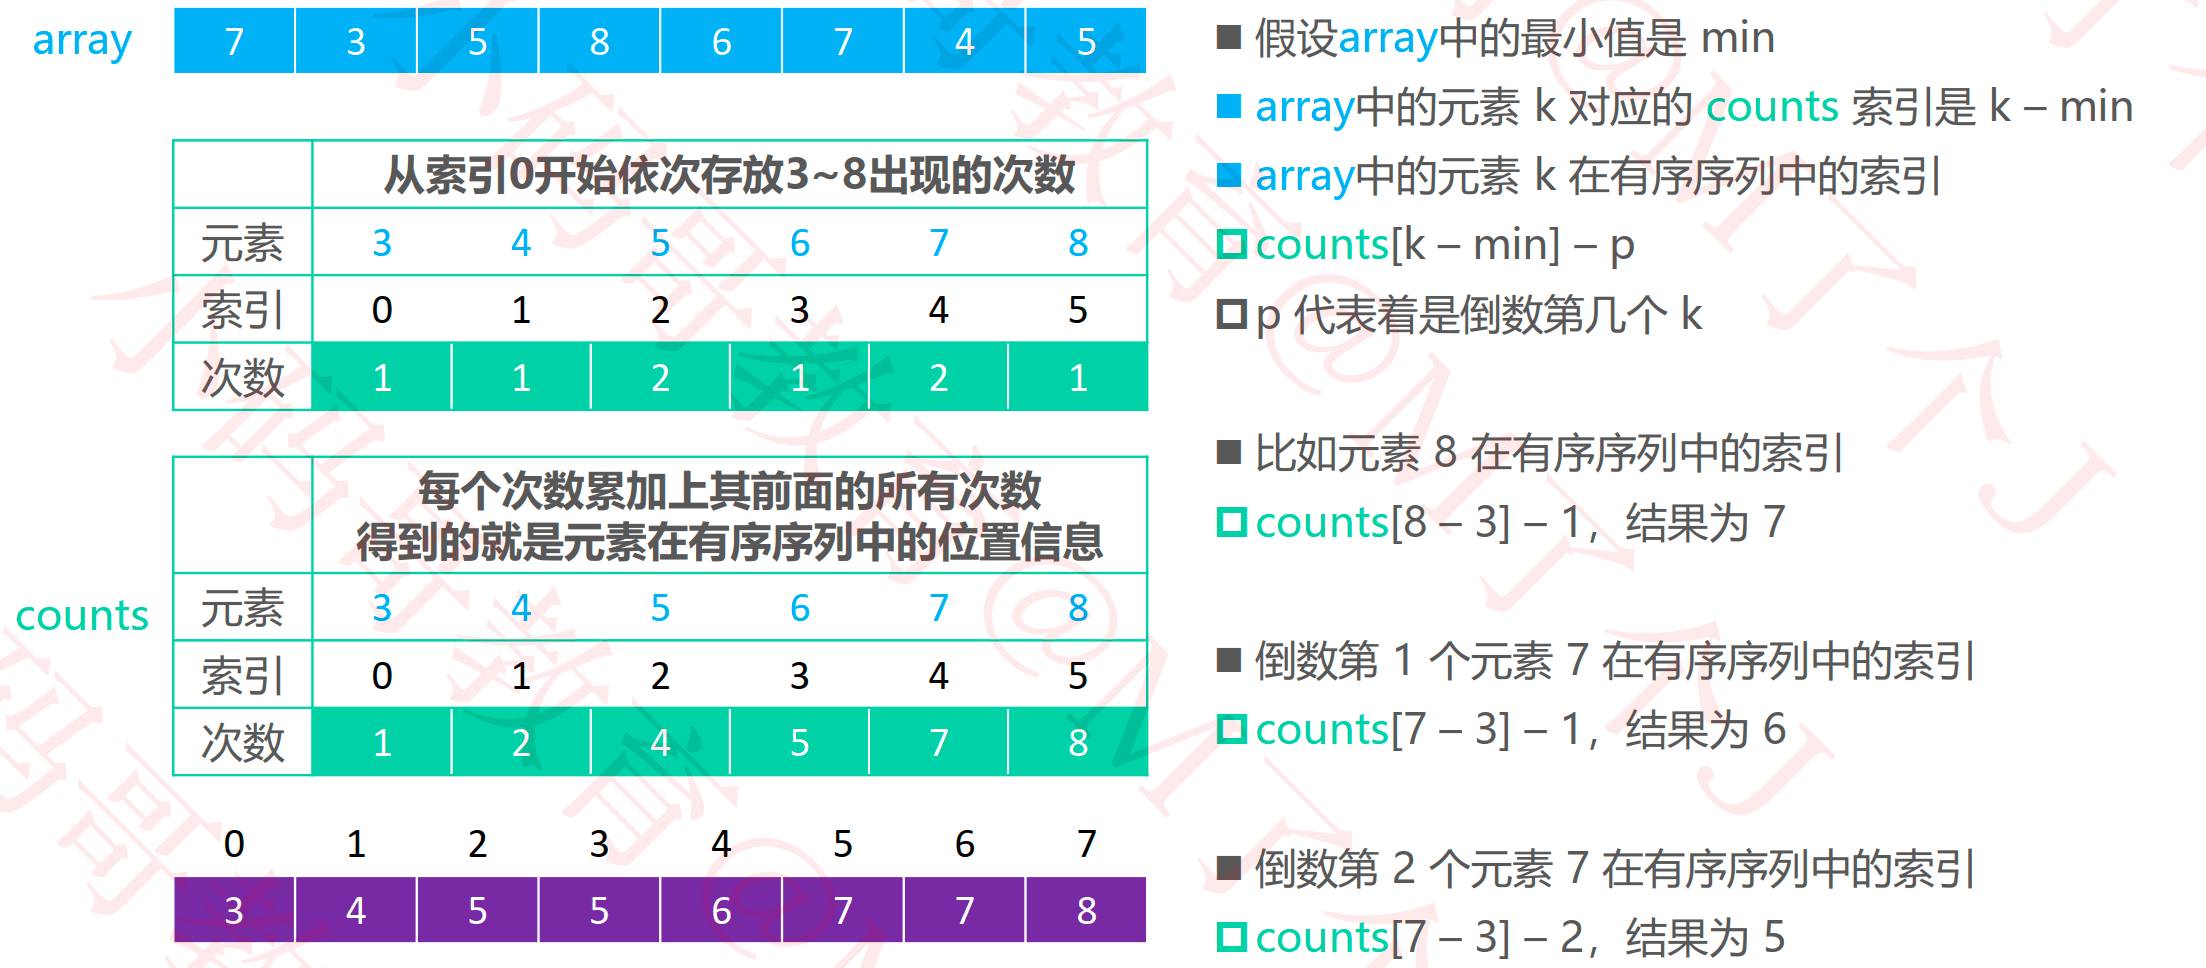 array 7 3 5 8 6 7 4 5
从索引0开始依次存放3~8出现的次数
元素 3 4 5 6 7 8
索引 0 1 2 3 4 5
次数 1 1 2 1 2 1
每个次数累加上其前面的所有次数
得到的就是元素在有序序列中的位置信息
counts
元素 3 4 5 6 7 8
索引 0 1 2 3 4 5
次数 1 2 4 5 7 8
0 1 2 3 4 5 6 7
3 4 5 5 6 7 7 8
假设array中的最小值是 min
array中的元素 k 对应的 counts 索引是 k – min
array中的元素 k 在有序序列中的索引
counts[k – min] – p
p 代表着是倒数第几个 k
比如元素 8 在有序序列中的索引
counts[8 – 3] – 1，结果为 7
倒数第 1 个元素 7 在有序序列中的索引
counts[7 – 3] – 1，结果为 6
倒数第 2 个元素 7 在有序序列中的索引
counts[7 – 3] – 2，结果为 5
小码哥教育@M了个J